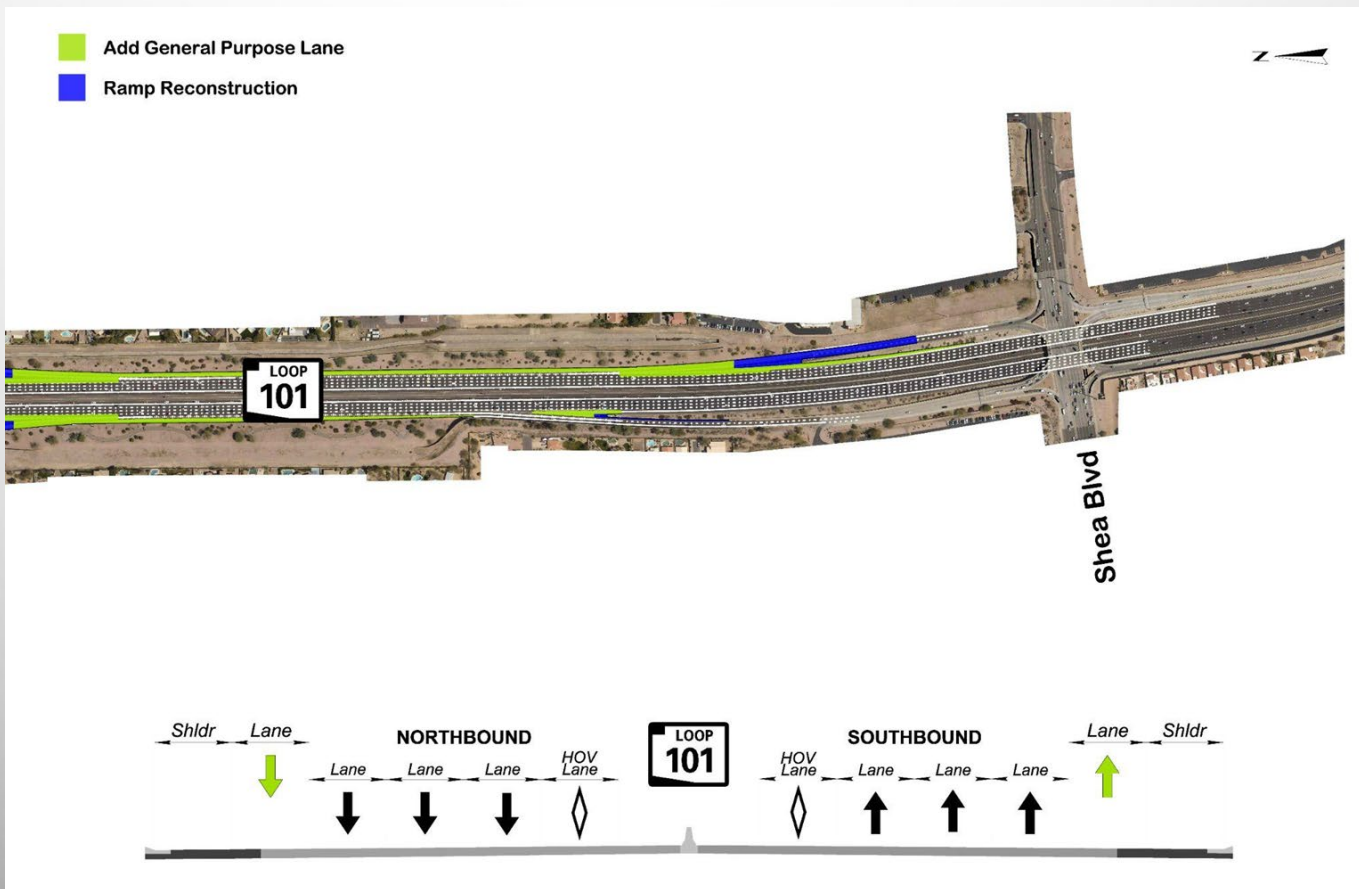 Add General Purpose Lane
Ramp Reconstruction
N
LOOP
101
Shea Blvd
Shldr Lane
NORTHBOUND
Lane Lane Lane HOV Lane
LOOP
101
SOUTHBOUND
HOV Lane Lane Lane Lane
Lane Shldr